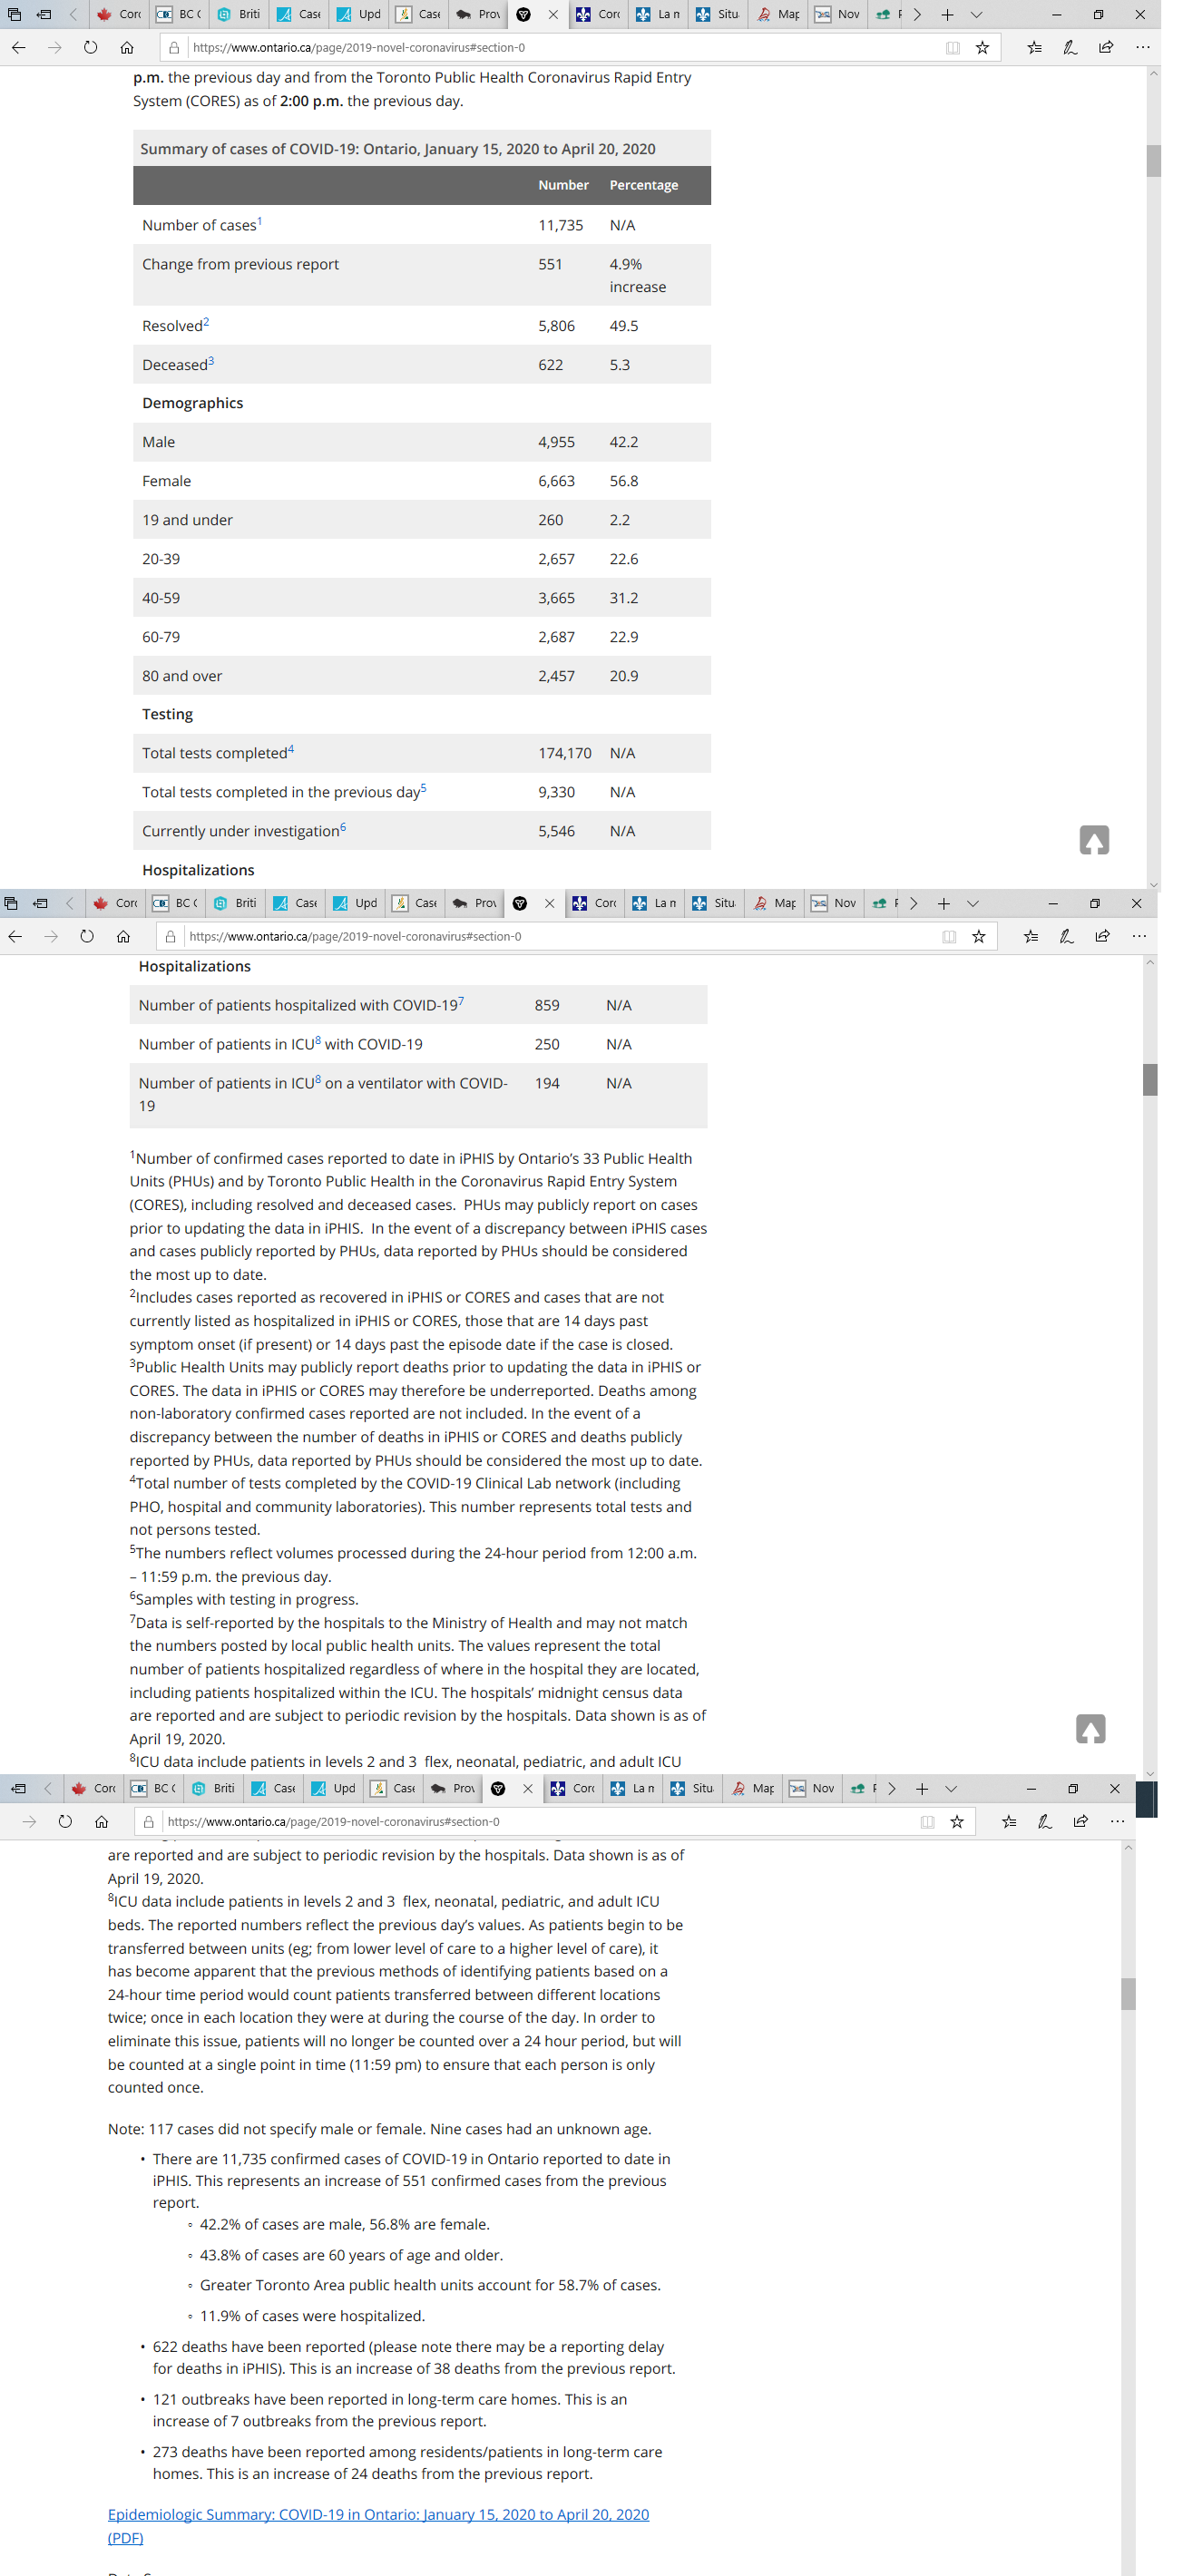 Corc BC ( Briti Case Upd Case Prov Corc La n Situ Map Nov F
https://www.ontario.ca/page/2019-novel-coronavirus#section-0
p.m. the previous day and from the Toronto Public Health Coronavirus Rapid Entry
System (CORES) as of 2:00 p.m. the previous day.
Summary of cases of COVID-19: Ontario, January 15, 2020 to April 20, 2020
Number Percentage
Number of cases1 11,735 N/A
Change from previous report 551 4.9%
increase
Resolved2 5,806 49.5
Deceased3 622 5.3
Demographics
Male 4,955 42.2
Female 6,663 56.8
19 and under 260 2.2
20-39 2,657 22.6
40-59 3,665 31.2
60-79 2,687 22.9
80 and over 2,457 20.9
Testing
Total tests completed4 174,170 N/A
Total tests completed in the previous day5 9,330 N/A
Currently under investigation6 5,546 N/A
Hospitalizations
Corc BC ( Briti Case Upd Case Prov Corc La n Situ Map Nov F
https://www.ontario.ca/page/2019-novel-coronavirus#section-0
Hospitalizations
Number of patients hospitalized with COVID-197 859 N/A
Number of patients in ICU8 with COVID-19 250 N/A
Number of patients in ICU8 on a ventilator with COVID- 194 N/A
19
1Number of confirmed cases reported to date in iPHIS by Ontario's 33 Public Health
Units (PHUs) and by Toronto Public Health in the Coronavirus Rapid Entry System
(CORES), including resolved and deceased cases. PHUs may publicly report on cases
prior to updating the data in iPHIS. In the event of a discrepancy between iPHIS cases
and cases publicly reported by PHUs, data reported by PHUs should be considered
the most up to date.
2Includes cases reported as recovered in iPHIS or CORES and cases that are not
currently listed as hospitalized in iPHIS or CORES, those that are 14 days past
symptom onset (if present) or 14 days past the episode date if the case is closed.
3Public Health Units may publicly report deaths prior to updating the data in iPHIS or
CORES. The data in iPHIS or CORES may therefore be underreported. Deaths among
non-laboratory confirmed cases reported are not included. In the event of a
discrepancy between the number of deaths in iPHIS or CORES and deaths publicly
reported by PHUs, data reported by PHUs should be considered the most up to date.
4Total number of tests completed by the COVID-19 Clinical Lab network (including
PHO, hospital and community laboratories). This number represents total tests and
not persons tested.
5The numbers reflect volumes processed during the 24-hour period from 12:00 a.m.
– 11:59 p.m. the previous day.
6Samples with testing in progress.
7Data is self-reported by the hospitals to the Ministry of Health and may not match
the numbers posted by local public health units. The values represent the total
number of patients hospitalized regardless of where in the hospital they are located,
including patients hospitalized within the ICU. The hospitals' midnight census data
are reported and are subject to periodic revision by the hospitals. Data shown is as of
April 19, 2020.
8ICU data include patients in levels 2 and 3 flex, neonatal, pediatric, and adult ICU
Corc BC ( Briti Case Upd Case Prov Corc La n Situ Map Nov F
https://www.ontario.ca/page/2019-novel-coronavirus#section-0
are reported and are subject to periodic revision by the hospitals. Data shown is as of
April 19, 2020.
8ICU data include patients in levels 2 and 3 flex, neonatal, pediatric, and adult ICU
beds. The reported numbers reflect the previous day's values. As patients begin to be
transferred between units (eg; from lower level of care to a higher level of care), it
has become apparent that the previous methods of identifying patients based on a
24-hour time period would count patients transferred between different locations
twice; once in each location they were at during the course of the day. In order to
eliminate this issue, patients will no longer be counted over a 24 hour period, but will
be counted at a single point in time (11:59 pm) to ensure that each person is only
counted once.
Note: 117 cases did not specify male or female. Nine cases had an unknown age.
• There are 11,735 confirmed cases of COVID-19 in Ontario reported to date in
iPHIS. This represents an increase of 551 confirmed cases from the previous
report.
◦ 42.2% of cases are male, 56.8% are female.
◦ 43.8% of cases are 60 years of age and older.
◦ Greater Toronto Area public health units account for 58.7% of cases.
◦ 11.9% of cases were hospitalized.
• 622 deaths have been reported (please note there may be a reporting delay
for deaths in iPHIS). This is an increase of 38 deaths from the previous report.
• 121 outbreaks have been reported in long-term care homes. This is an
increase of 7 outbreaks from the previous report.
• 273 deaths have been reported among residents/patients in long-term care
homes. This is an increase of 24 deaths from the previous report.
Epidemiologic Summary: COVID-19 in Ontario: January 15, 2020 to April 20, 2020
(PDF)